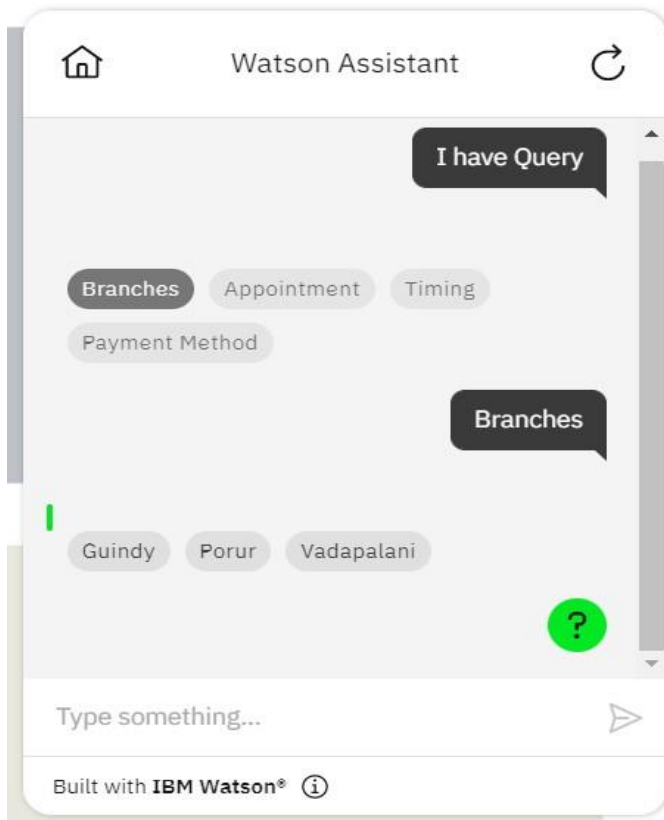 Watson Assistant
I have Query
Branches Appointment Timing
Payment Method
Branches
Guindy Porur Vadapalani
?
Type something...
Built with IBM Watson®